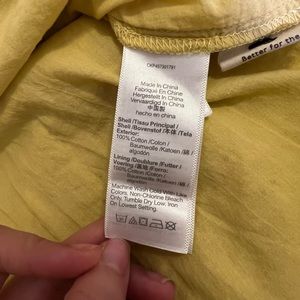 Made In China
Fabriqué En Chine
Hergestellt In China
Vervaardigd In China
中国製
hecho en china
Shell /Tissu Principal /
Shell /Bovenstof /本体 /Tela
Exterior:
100% Cotton /Coton /
Baumwolle /Katoen /綿 /
algodón
Lining /Doublure /Futter /
Voering /裏地 /Forro:
100% Cotton /Coton /
Baumwolle /Katoen /綿 /
algodón
Machine Wash Cold With Like
Colors, Non-Chlorine Bleach
Only, Tumble Dry Low, Iron
On Lowest Setting.
Better for the